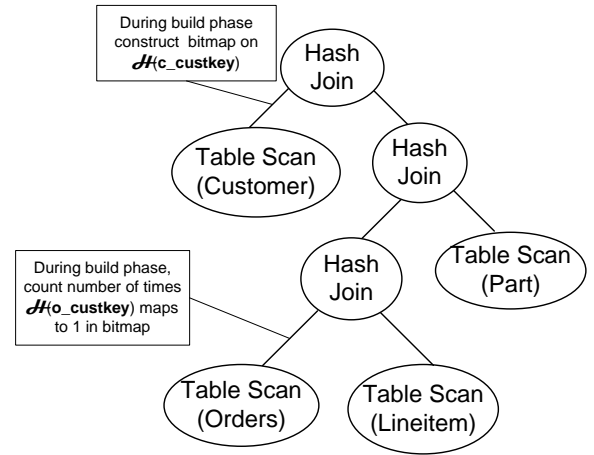 During build phase
construct bitmap on
H(c_custkey)
Hash
Join
Table Scan
(Customer)
Hash
Join
During build phase,
count number of times
H(o_custkey) maps
to 1 in bitmap
Hash
Join
Table Scan
(Part)
Table Scan
(Orders)
Table Scan
(Lineitem)